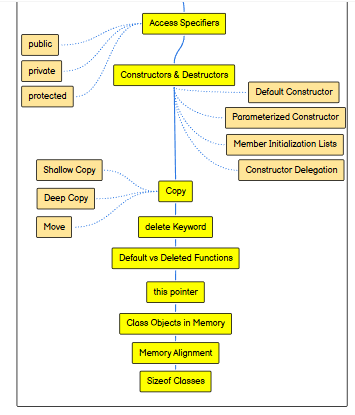 Access Specifiers
public
private
protected
Constructors & Destructors
Default Constructor
Parameterized Constructor
Member Initialization Lists
Constructor Delegation
Shallow Copy
Copy
Deep Copy
Move
delete Keyword
Default vs Deleted Functions
this pointer
Class Objects in Memory
Memory Alignment
Sizeof Classes